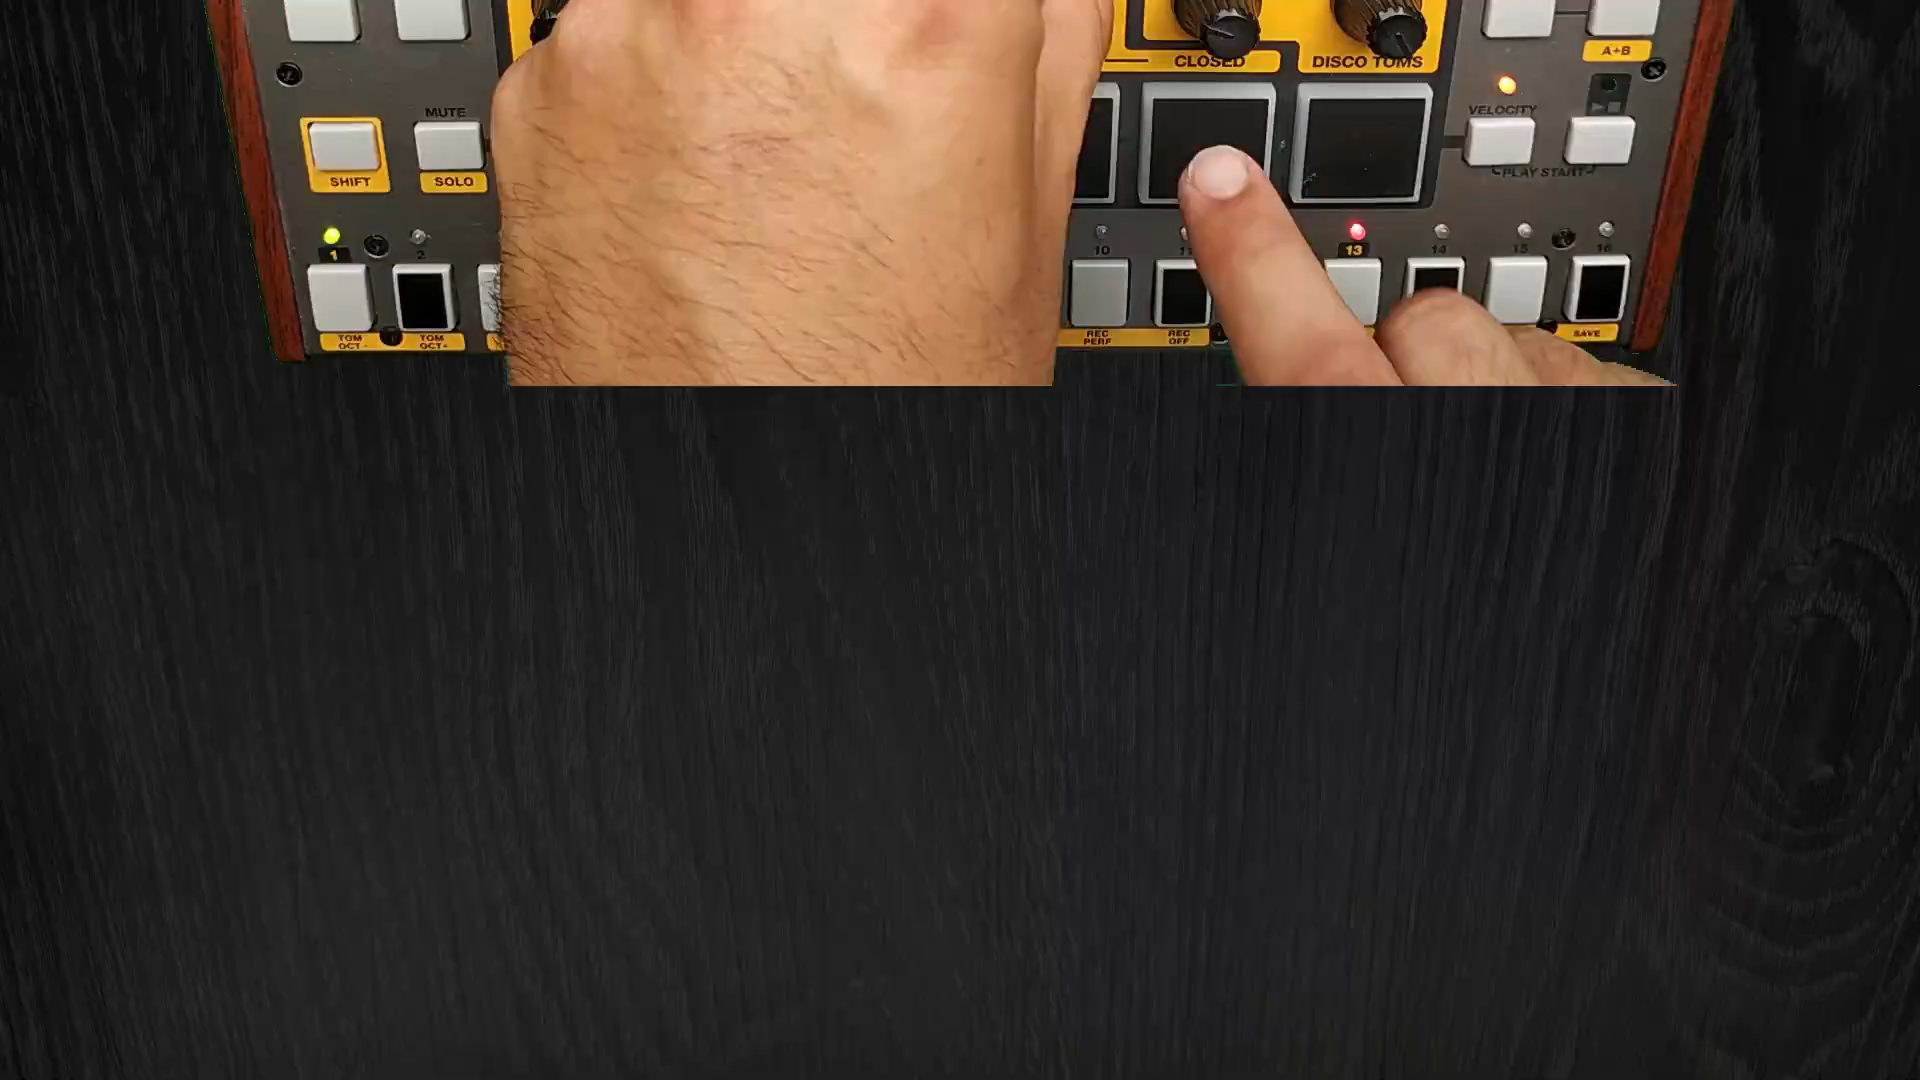 CLOSED
DISCO TOMS
A+B
MUTE
VELOCITY
SHIFT
SOLO
PLAY START
1
2
10
13
14
15
16
TOM OCT -
TOM OCT+
REC PERF
REC OFF
SAVE